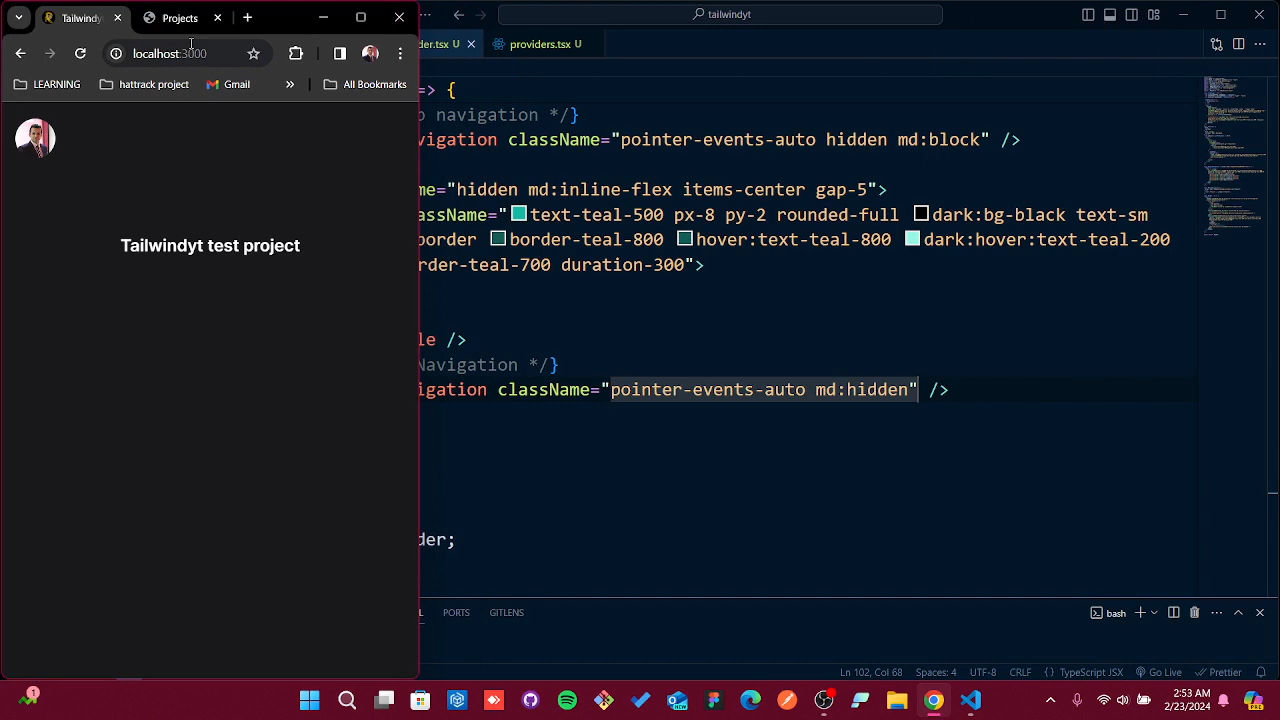 Tailwindy
Projects
localhost:3000
LEARNING
hattrack project
Gmail
»
All Bookmarks
Tailwindyt test project
tailwindyt
der.tsx U
providers.tsx U
=> {
p navigation */}
vigation className="pointer-events-auto hidden md:block" />
me="hidden md:inline-flex items-center gap-5">
assName="text-teal-500 px-8 py-2 rounded-full dark:bg-black text-sm
order border-teal-800 hover:text-teal-800 dark:hover:text-teal-200
rder-teal-700 duration-300">
le />
Navigation */}
igation className="pointer-events-auto md:hidden" />
der;
L
PORTS
GITLENS
bash
Ln 102, Col 68
Spaces: 4
UTF-8
CRLF
{ } TypeScript JSX
Go Live
Prettier
1
NEW
2:53 AM
2/23/2024
PRE